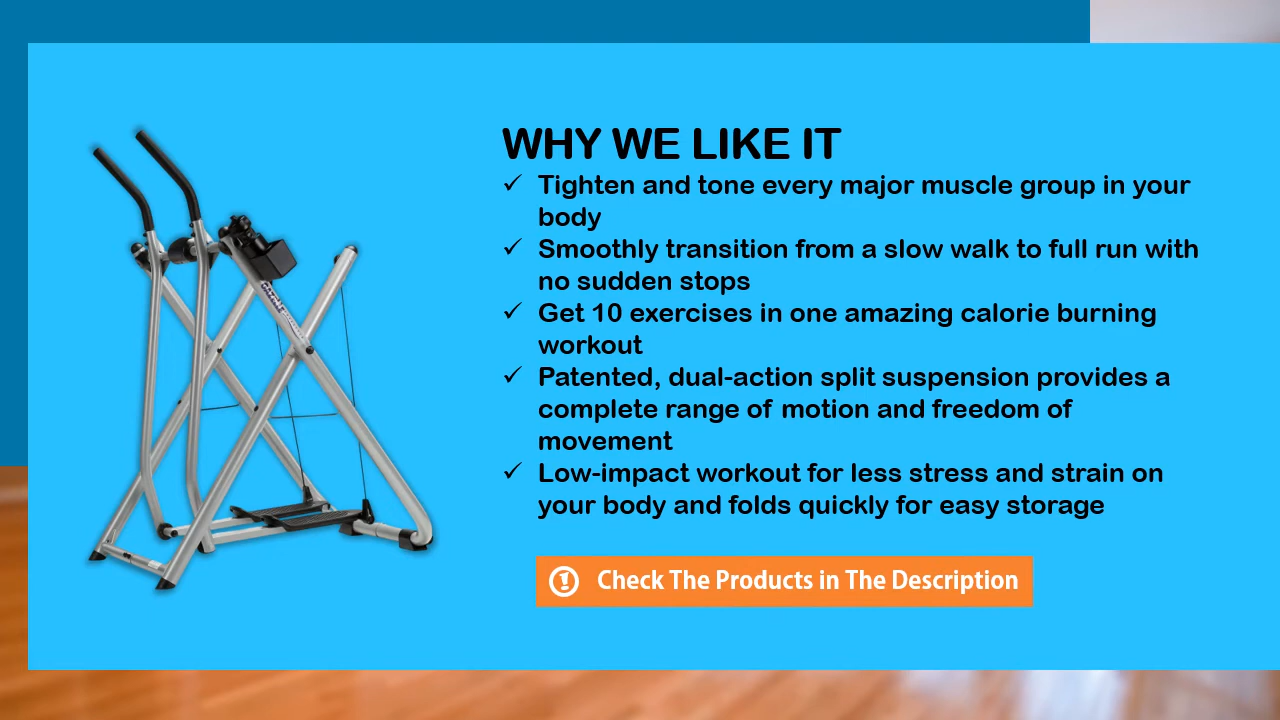 WHY WE LIKE IT
✓ Tighten and tone every major muscle group in your
body
✓ Smoothly transition from a slow walk to full run with
no sudden stops
✓ Get 10 exercises in one amazing calorie burning
workout
✓ Patented, dual-action split suspension provides a
complete range of motion and freedom of
movement
✓ Low-impact workout for less stress and strain on
your body and folds quickly for easy storage
Check The Products in The Description